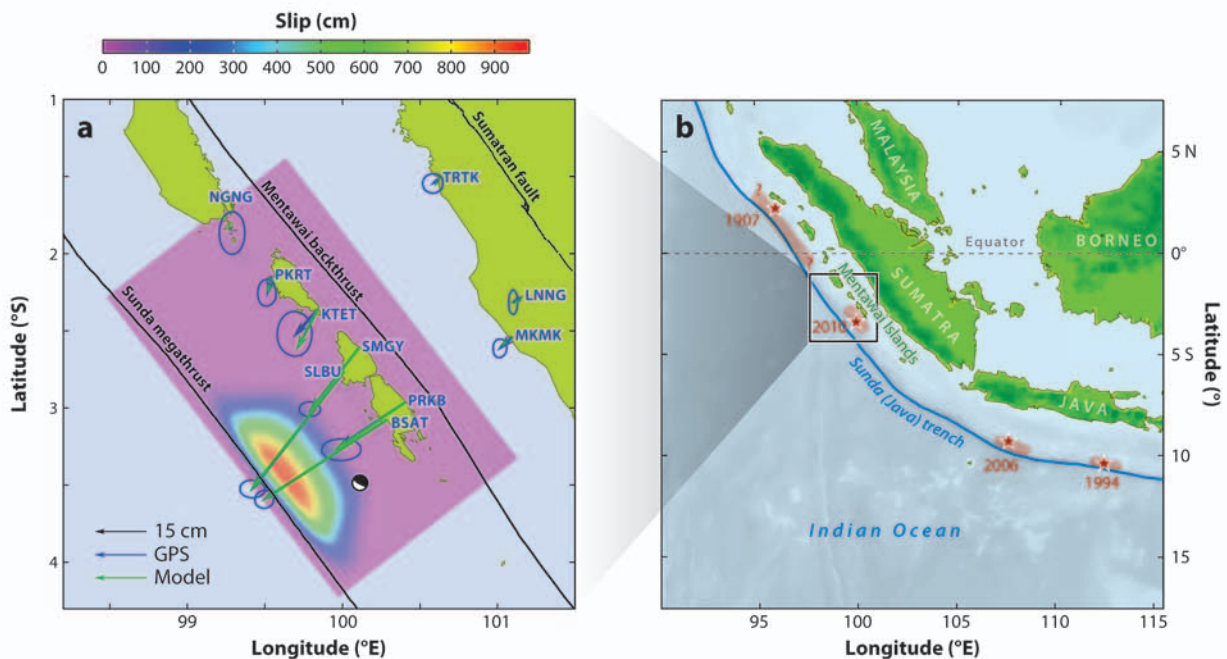 Slip (cm)
0 100 200 300 400 500 600 700 800 900
a
1
2
3
4
Latitude (°S)
99 100 101
Longitude (°E)
NGNG
TRTK
Sumatran fault
Mentawai backthrust
PKRT
LNNG
Sunda megathrust
KTET
MKMK
SMGY
SLBU
PRKB
BSAT
15 cm
GPS
Model
b
MALAYSIA
5 N
1907
?
?
Equator
BORNEO
0°
SUMATRA
Mentawai Islands
2010
5 S
Sunda (Java) trench
JAVA
2006
1994
10
Indian Ocean
15
Latitude (°)
95 100 105 110 115
Longitude (°E)